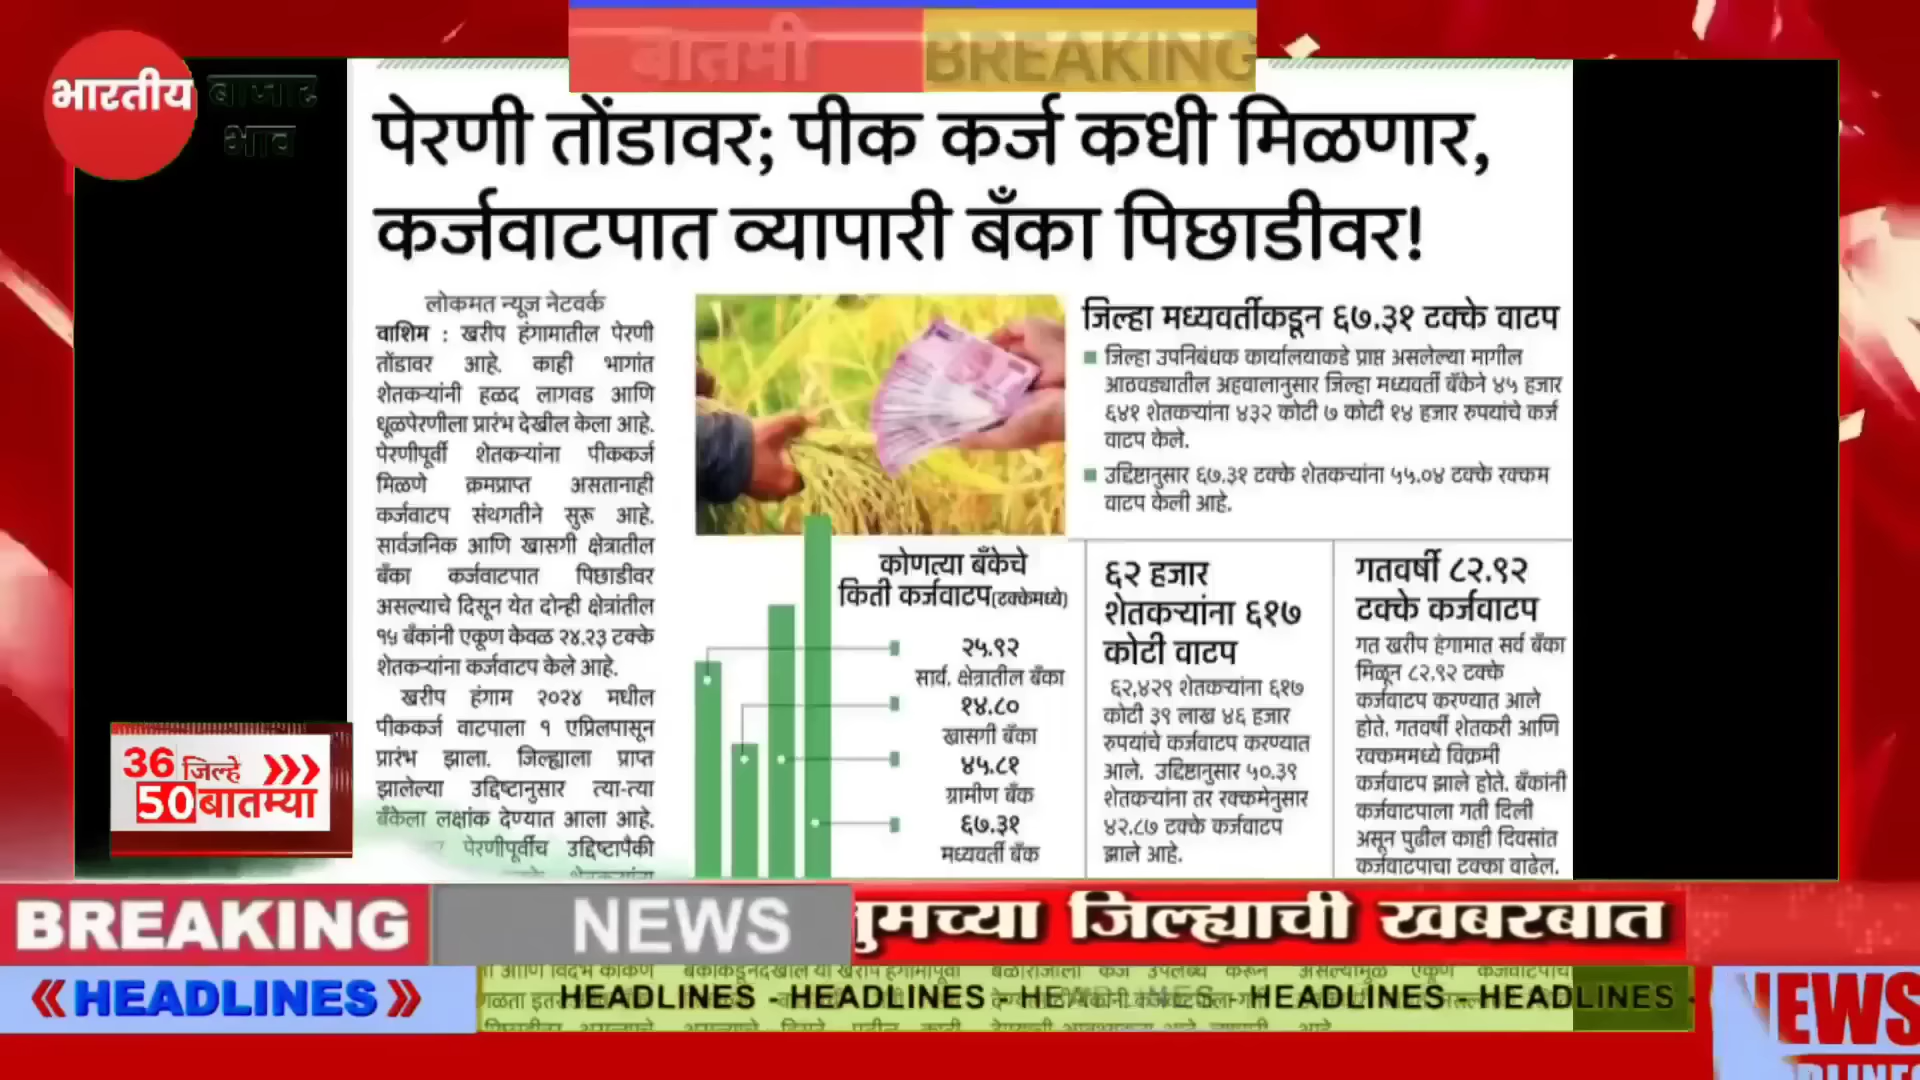 बातमी BREAKING
भारतीय बाजार
भाव
पेरणी तोंडावर; पीक कर्ज कधी मिळणार,
कर्जवाटपात व्यापारी बँका पिछाडीवर!
लोकमत न्यूज नेटवर्क
वाशिम : खरीप हंगामातील पेरणी
तोंडावर आहे. काही भागांत
शेतकऱ्यांनी हळद लागवड आणि
धूळपेरणीला प्रारंभ देखील केला आहे.
पेरणीपूर्वी शेतकऱ्यांना पीककर्ज
मिळणे क्रमप्राप्त असतानाही
कर्जवाटप संथगतीने सुरू आहे.
सार्वजनिक आणि खासगी क्षेत्रातील
बँका कर्जवाटपात पिछाडीवर
असल्याचे दिसून येत दोन्ही क्षेत्रांतील
१५ बँकांनी एकूण केवळ २४.२३ टक्के
शेतकऱ्यांना कर्जवाटप केले आहे.
खरीप हंगाम २०२४ मधील
पीककर्ज वाटपाला १ एप्रिलपासून
प्रारंभ झाला. जिल्ह्याला प्राप्त
झालेल्या उद्दिष्टानुसार त्या-त्या
बँकेला लक्षांक देण्यात आला आहे.
पेरणीपूर्वीच उद्दिष्टापैकी
जिल्हा मध्यवर्तीकडून ६७.३१ टक्के वाटप
जिल्हा उपनिबंधक कार्यालयाकडे प्राप्त असलेल्या मागील
आठवड्यातील अहवालानुसार जिल्हा मध्यवर्ती बँकेने ४५ हजार
६४१ शेतकऱ्यांना ४३२ कोटी ७ कोटी १४ हजार रुपयांचे कर्ज
वाटप केले.
उद्दिष्टानुसार ६७.३१ टक्के शेतकऱ्यांना ५५.०४ टक्के रक्कम
वाटप केली आहे.
कोणत्या बँकेचे
किती कर्जवाटप(टक्केमध्ये)
२५.९२
सार्व. क्षेत्रातील बँका
१४.८०
खासगी बँका
४५.८१
ग्रामीण बँक
६७.३१
मध्यवर्ती बँक
६२ हजार
शेतकऱ्यांना ६१७
कोटी वाटप
६२,४२९ शेतकऱ्यांना ६१७
कोटी ३९ लाख ४६ हजार
रुपयांचे कर्जवाटप करण्यात
आले. उद्दिष्टानुसार ५०.३९
शेतकऱ्यांना तर रक्कमेनुसार
४२.८७ टक्के कर्जवाटप
झाले आहे.
गतवर्षी ८२.९२
टक्के कर्जवाटप
गत खरीप हंगामात सर्व बँका
मिळून ८२.९२ टक्के
कर्जवाटप करण्यात आले
होते. गतवर्षी शेतकरी आणि
रक्कममध्ये विक्रमी
कर्जवाटप झाले होते. बँकांनी
कर्जवाटपाला गती दिली
असून पुढील काही दिवसांत
कर्जवाटपाचा टक्का वाढेल.
36 जिल्हे
50 बातम्या
BREAKING NEWS तुमच्या जिल्ह्याची खबरबात
HEADLINES HEADLINES - HEADLINES - HEADLINES - HEADLINES - HEADLINES -
NEWS